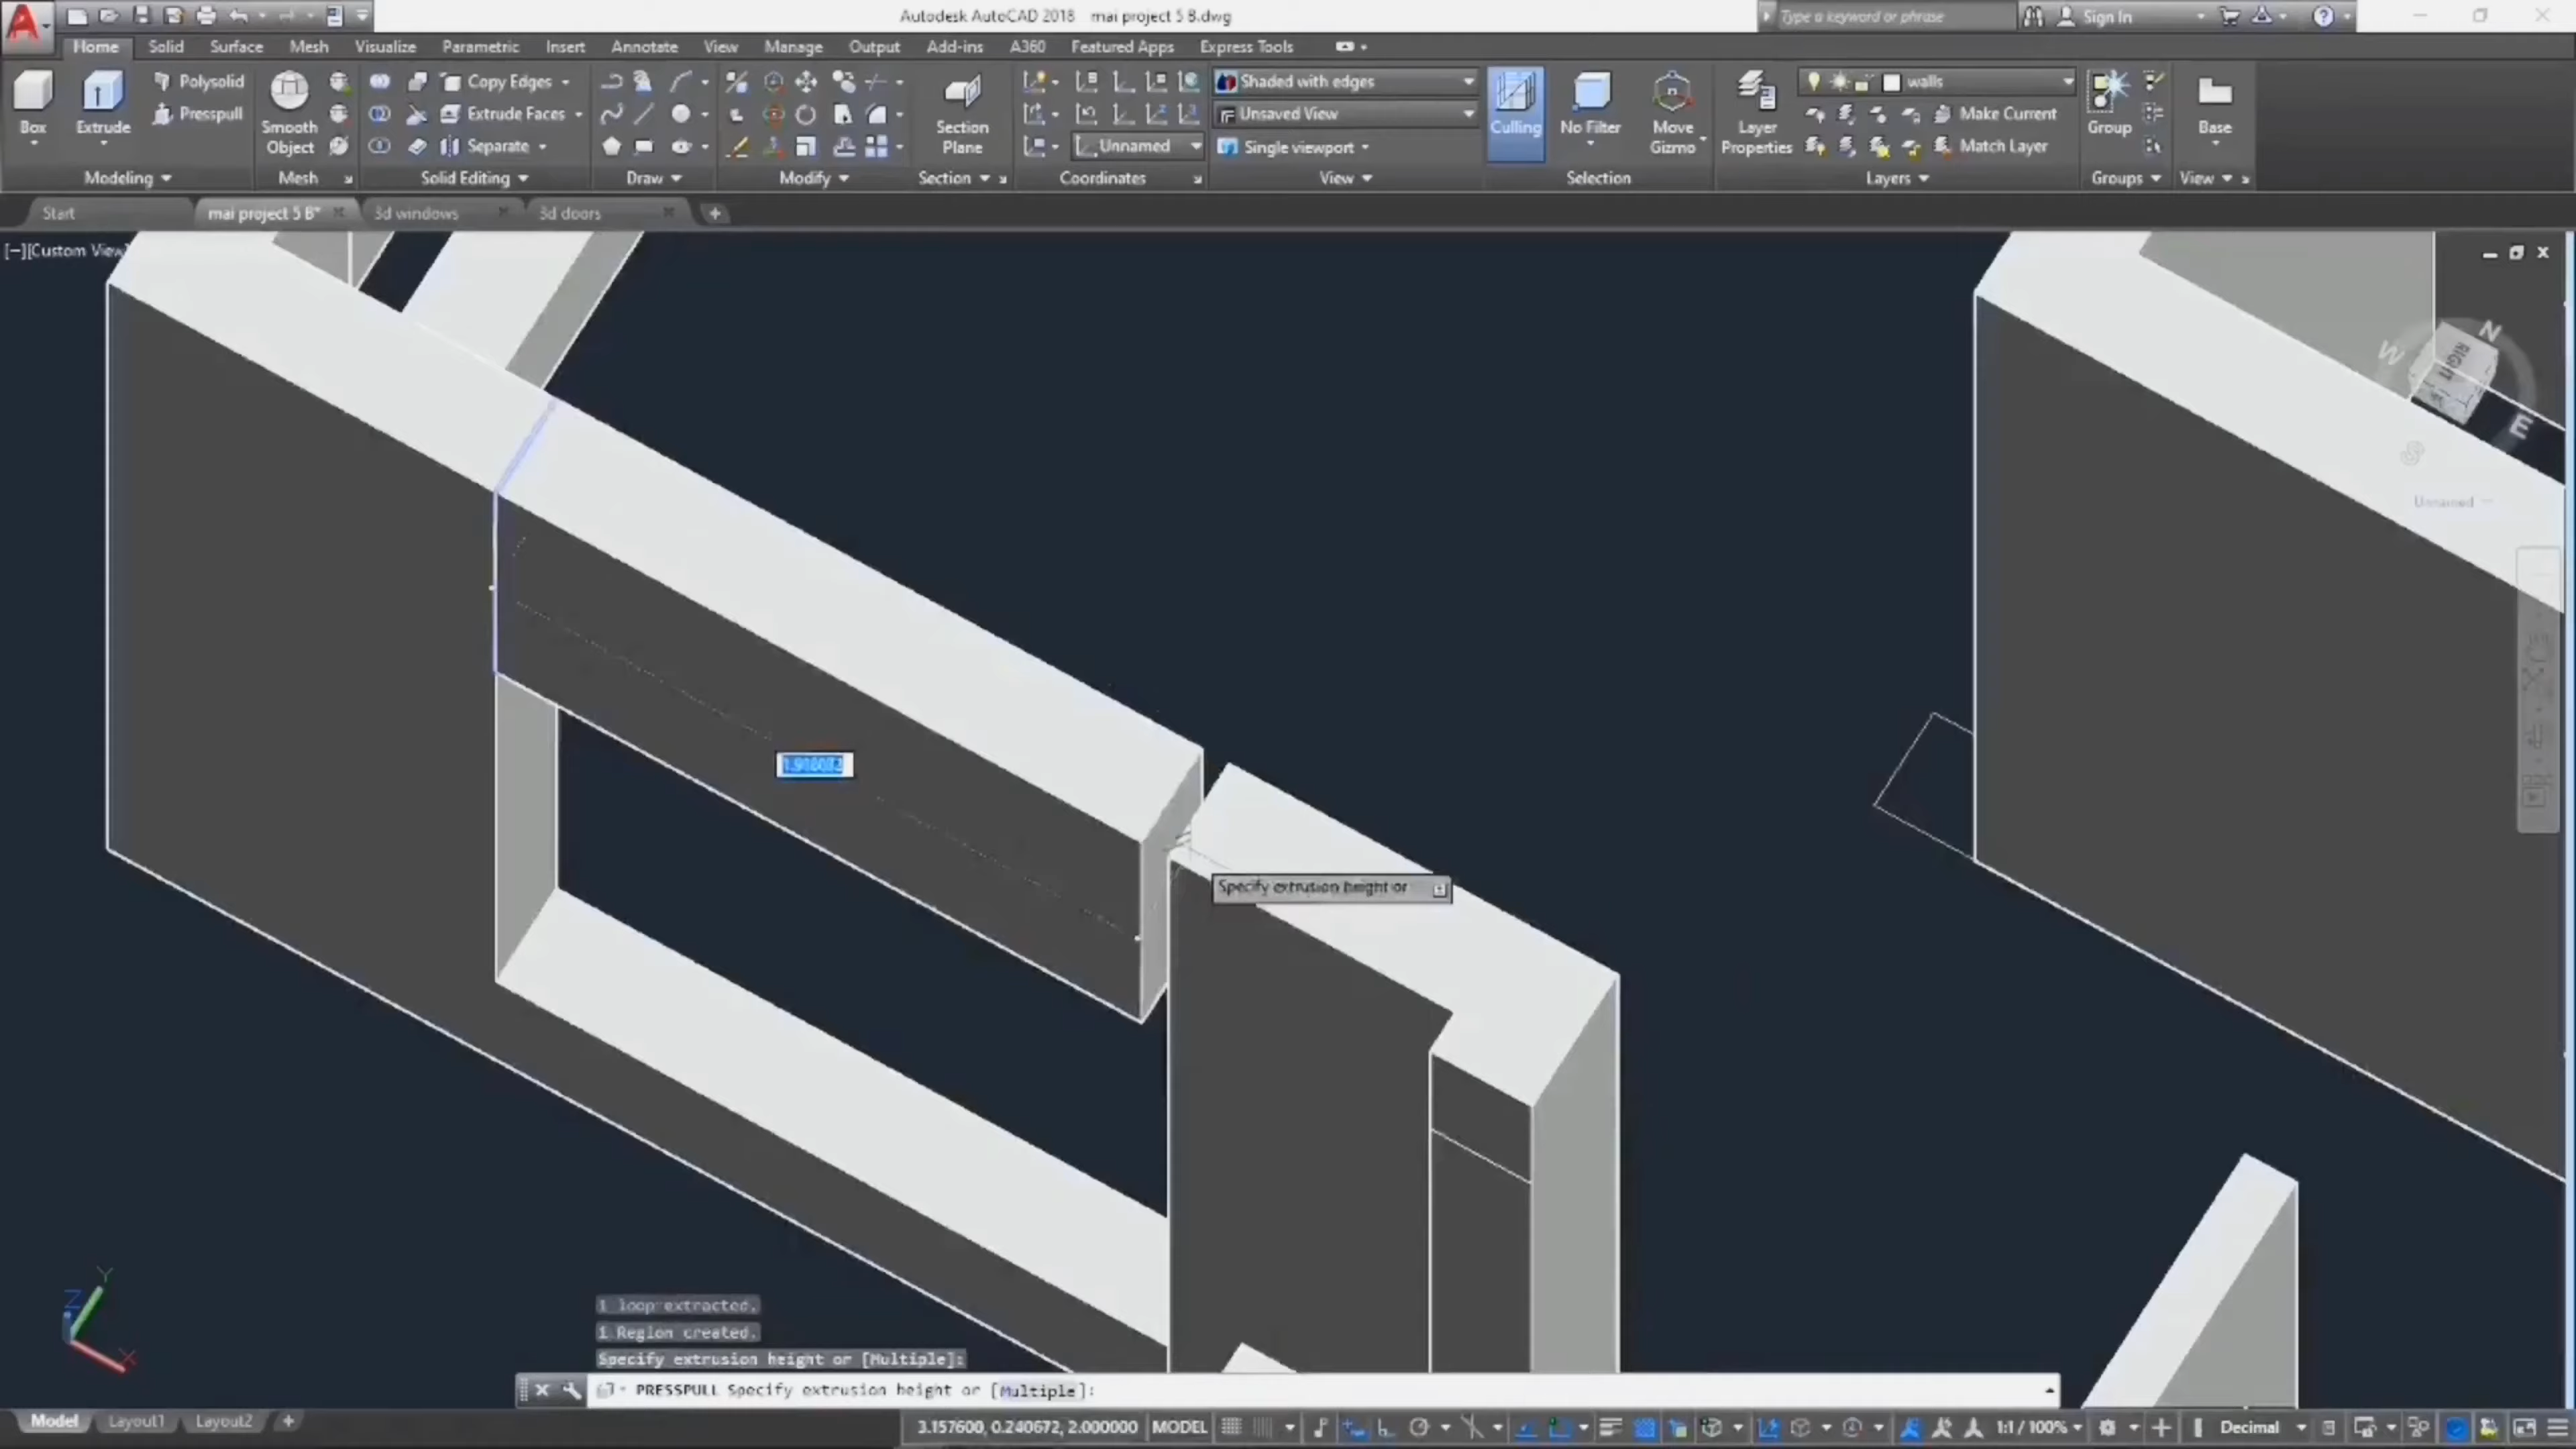 Autodesk AutoCAD 2018 mai project 5 B.dwg
Type a keyword or phrase
Sign In
Home Solid Surface Mesh Visualize Parametric Insert Annotate View Manage Output Add-ins A360 Featured Apps Express Tools
Box
Extrude
Polysolid
Presspull
Smooth Object
Copy Edges
Extrude Faces
Separate
Section Plane
Unnamed
Shaded with edges
Unsaved View
Single viewport
Culling
No Filter
Move Gizmo
Layer Properties
walls
Make Current
Match Layer
Group
Base
Modeling Mesh Solid Editing Draw Modify Section Coordinates View Selection Layers Groups View
Start mai project 5 B* 3d windows 3d doors
[−][Custom View]
N
W
RIGHT
E
S
Unnamed
Specify extrusion height or
Y
Z
X
1 loop extracted.
1 Region created.
Specify extrusion height or [Multiple]:
PRESSPULL Specify extrusion height or [Multiple]:
Model Layout1 Layout2 +
3.157600, 0.240672, 2.000000 MODEL 1:1 / 100% Decimal